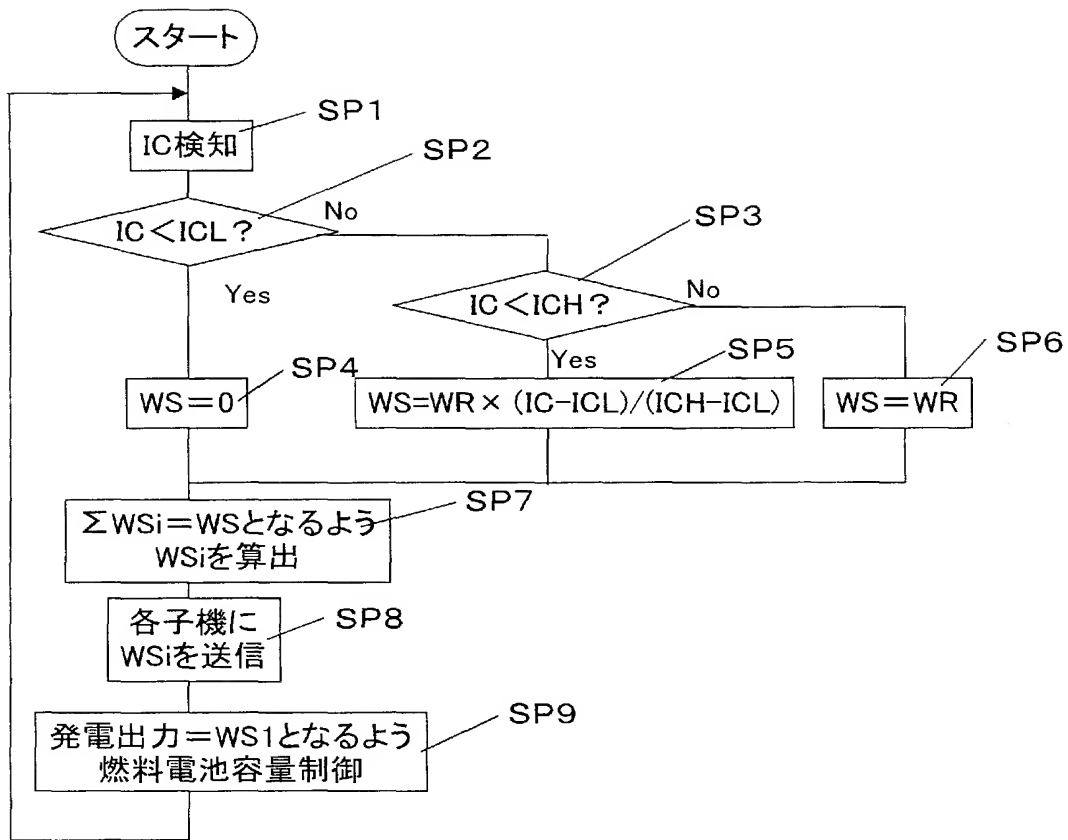 スタート
SP1
IC検知
SP2
IC＜ICL？
No
SP3
Yes
IC＜ICH？
No
SP4
Yes
SP5
SP6
WS＝0
WS=WR×(IC-ICL)/(ICH-ICL)
WS＝WR
SP7
ΣWSi＝WSとなるよう
WSiを算出
各子機に
WSiを送信
SP8
SP9
発電出力＝WS1となるよう
燃料電池容量制御